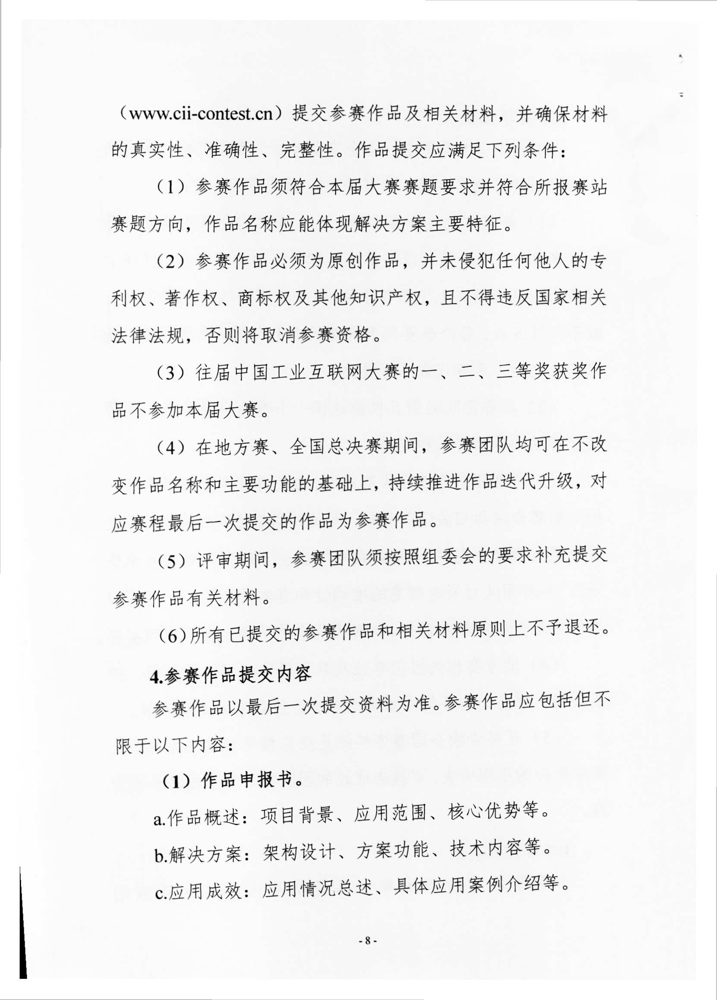 （www.cii-contest.cn）提交参赛作品及相关材料，并确保材料
的真实性、准确性、完整性。作品提交应满足下列条件：
（1）参赛作品须符合本届大赛赛题要求并符合所报赛站
赛题方向，作品名称应能体现解决方案主要特征。
（2）参赛作品必须为原创作品，并未侵犯任何他人的专
利权、著作权、商标权及其他知识产权，且不得违反国家相关
法律法规，否则将取消参赛资格。
（3）往届中国工业互联网大赛的一、二、三等奖获奖作
品不参加本届大赛。
（4）在地方赛、全国总决赛期间，参赛团队均可在不改
变作品名称和主要功能的基础上，持续推进作品迭代升级，对
应赛程最后一次提交的作品为参赛作品。
（5）评审期间，参赛团队须按照组委会的要求补充提交
参赛作品有关材料。
（6）所有已提交的参赛作品和相关材料原则上不予退还。
4.参赛作品提交内容
参赛作品以最后一次提交资料为准。参赛作品应包括但不
限于以下内容：
（1）作品申报书。
a.作品概述：项目背景、应用范围、核心优势等。
b.解决方案：架构设计、方案功能、技术内容等。
c.应用成效：应用情况总述、具体应用案例介绍等。
- 8 -